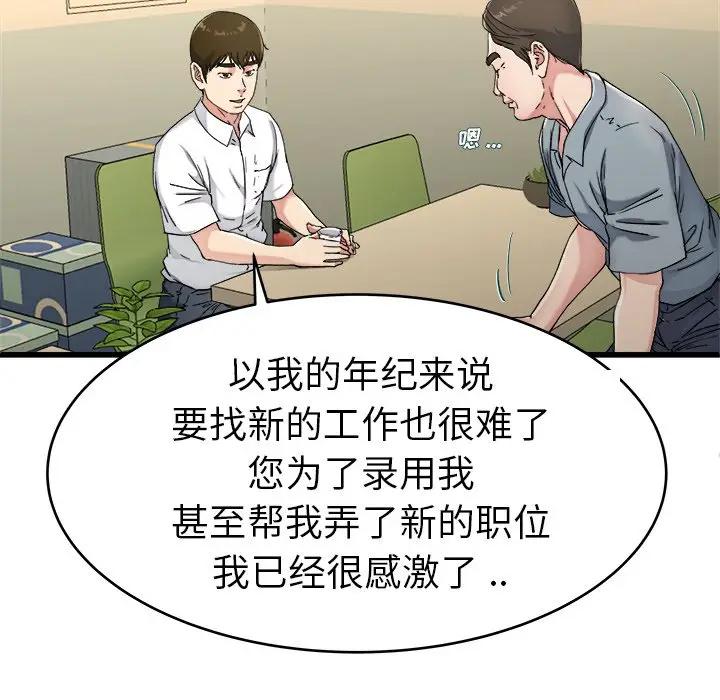 嗯...
以我的年纪来说
要找新的工作也很难了
您为了录用我
甚至帮我弄了新的职位
我已经很感激了..